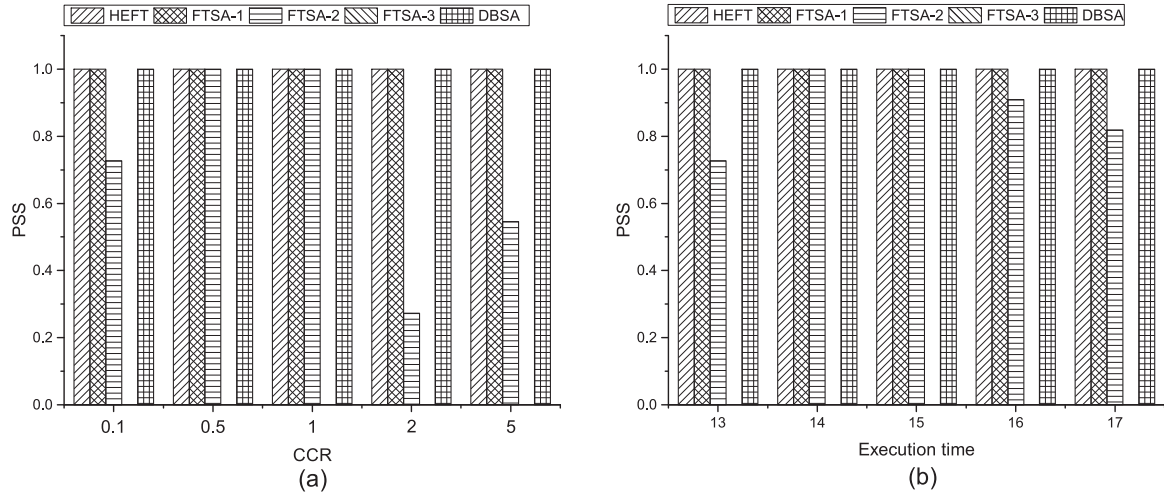 HEFT FTSA-1 FTSA-2 FTSA-3 DBSA
1.0
0.8
0.6
0.4
0.2
0.0
PSS
0.1 0.5 1 2 5
CCR
(a)
HEFT FTSA-1 FTSA-2 FTSA-3 DBSA
1.0
0.8
0.6
0.4
0.2
0.0
PSS
13 14 15 16 17
Execution time
(b)